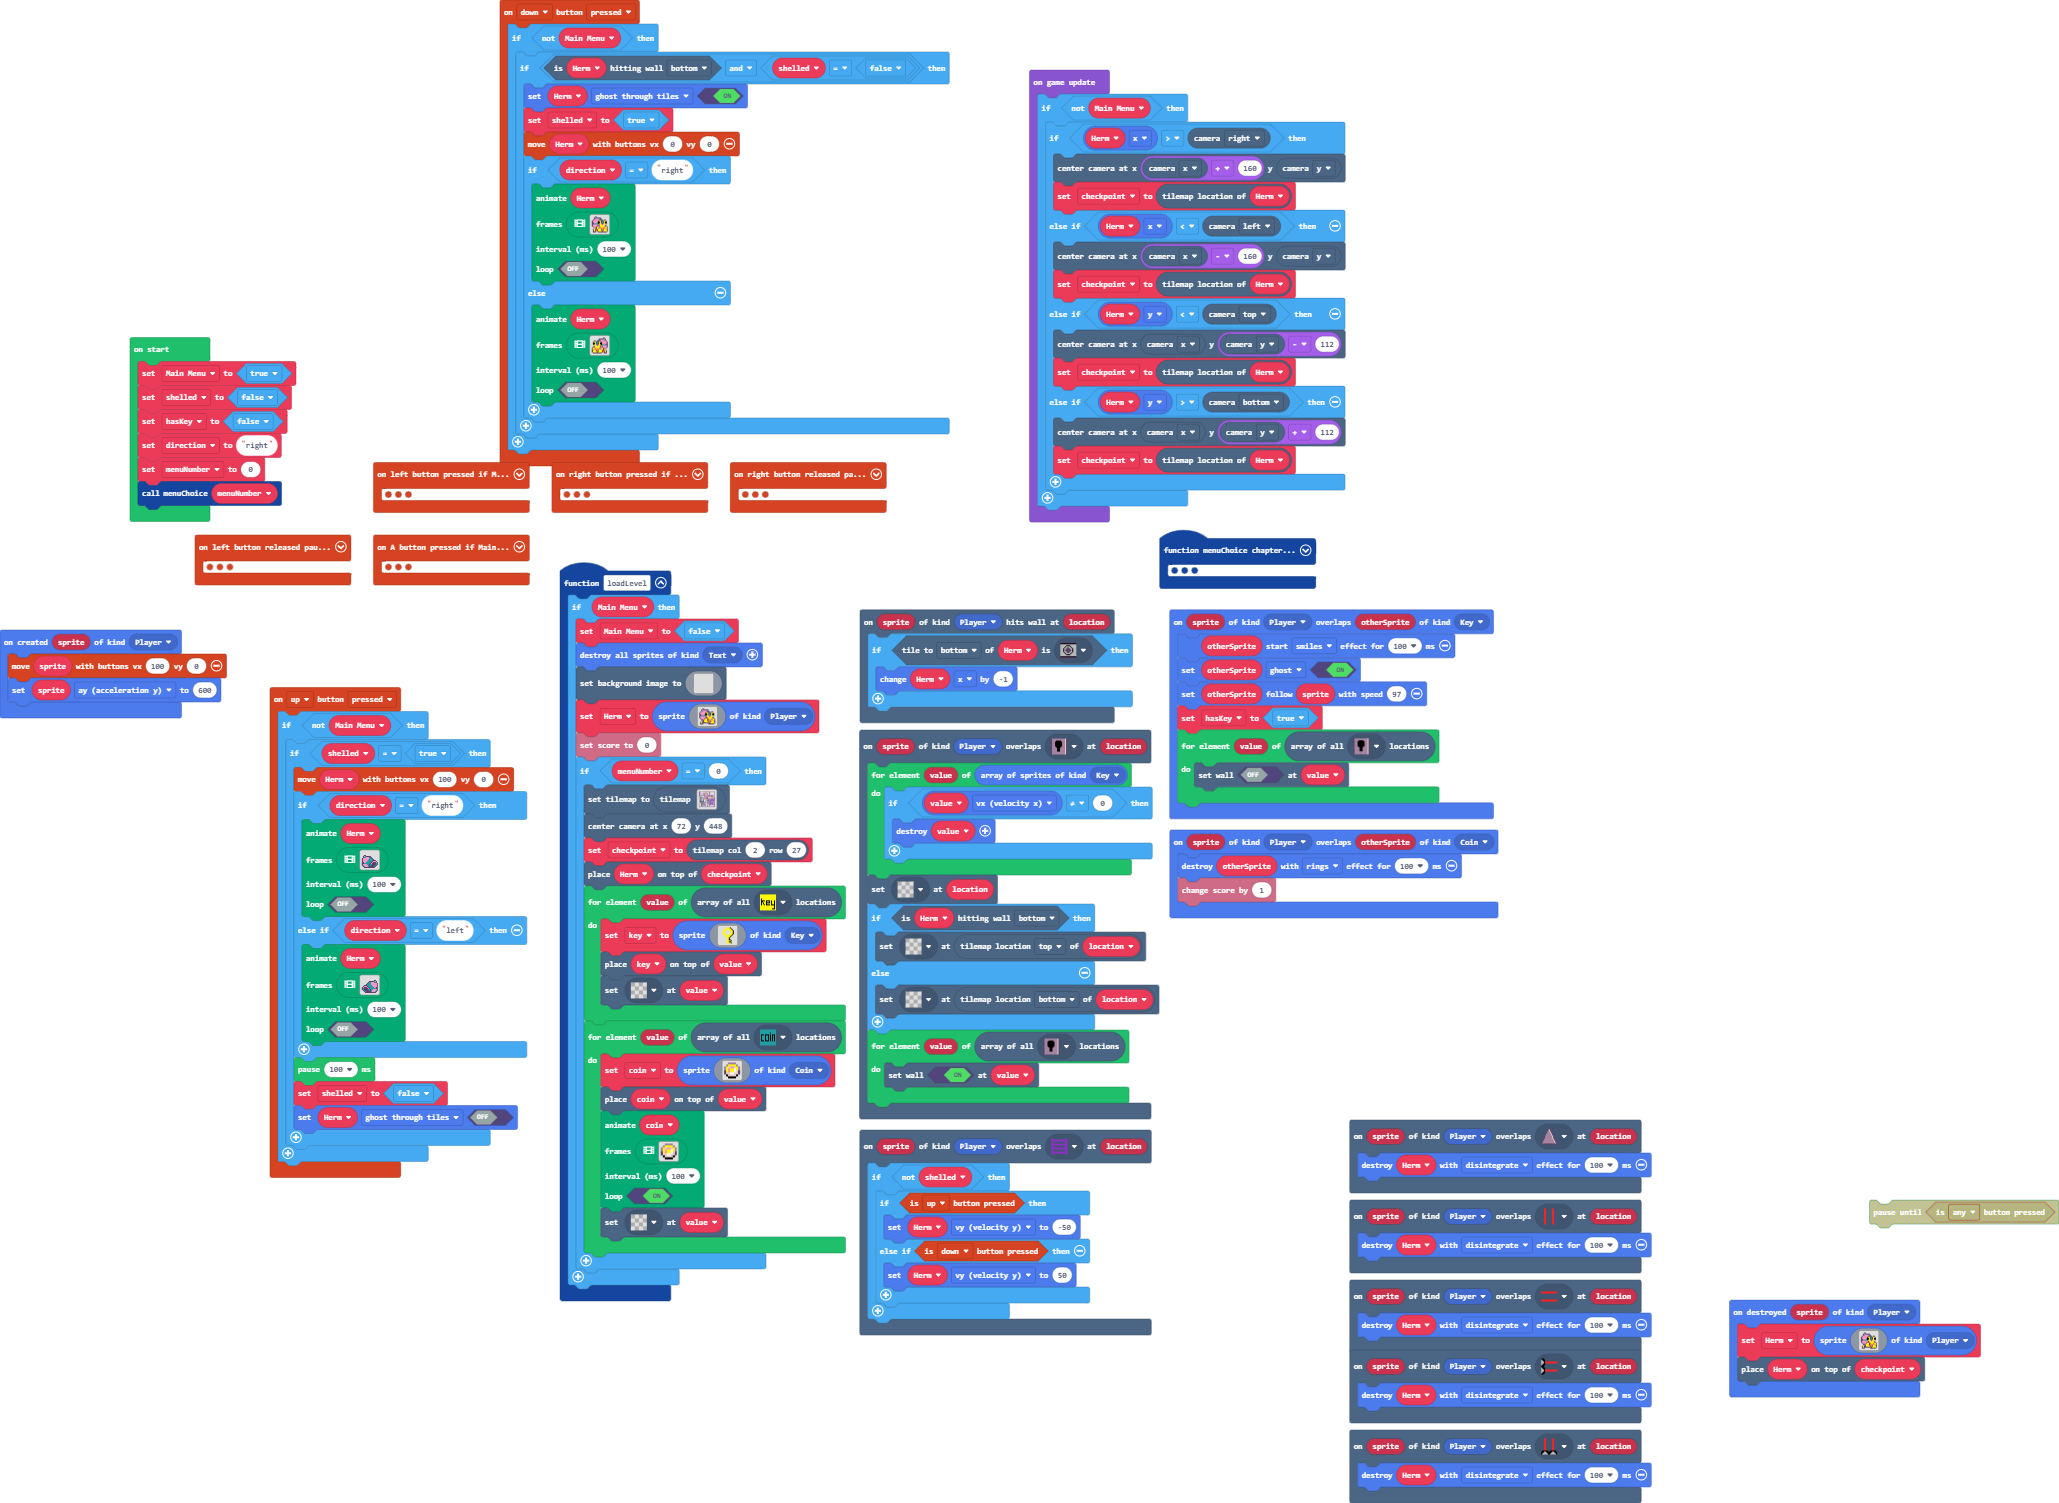 on down button pressed
if not Main Menu then
if is Herm hitting wall bottom and shelled = false then
set Herm ghost through tiles ON
set shelled to true
move Herm with buttons vx 0 vy 0
if direction = "right" then
animate Herm
frames
interval (ms) 100
loop OFF
else
animate Herm
frames
interval (ms) 100
loop OFF
on game update
if not Main Menu then
if Herm x > camera right then
center camera at x camera x + 160 y camera y
set checkpoint to tilemap location of Herm
else if Herm x < camera left then
center camera at x camera x - 160 y camera y
set checkpoint to tilemap location of Herm
else if Herm y < camera top then
center camera at x camera x y camera y - 112
set checkpoint to tilemap location of Herm
else if Herm y > camera bottom then
center camera at x camera x y camera y + 112
set checkpoint to tilemap location of Herm
on start
set Main Menu to true
set shelled to false
set hasKey to false
set direction to "right"
set menuNumber to 0
call menuChoice menuNumber
on left button pressed if M...
on right button pressed if ...
on right button released pa...
on left button released pau...
on A button pressed if Main...
function menuChoice chapter...
on created sprite of kind Player
move sprite with buttons vx 100 vy 0
set sprite ay (acceleration y) to 600
on up button pressed
if not Main Menu then
if shelled = true then
move Herm with buttons vx 100 vy 0
if direction = "right" then
animate Herm
frames
interval (ms) 100
loop OFF
else if direction = "left" then
animate Herm
frames
interval (ms) 100
loop OFF
pause 100 ms
set shelled to false
set Herm ghost through tiles OFF
function loadLevel
if Main Menu then
set Main Menu to false
destroy all sprites of kind Text
set background image to
set Herm to sprite of kind Player
set score to 0
if menuNumber = 0 then
set tilemap to tilemap
center camera at x 72 y 448
set checkpoint to tilemap col 2 row 27
place Herm on top of checkpoint
for element value of array of all key locations
do
set key to sprite of kind Key
place key on top of value
set at value
for element value of array of all coin locations
do
set coin to sprite of kind Coin
place coin on top of value
animate coin
frames
interval (ms) 100
loop ON
set at value
on sprite of kind Player hits wall at location
if tile to bottom of Herm is then
change Herm x by -1
on sprite of kind Player overlaps at location
for element value of array of sprites of kind Key
do
if value vx (velocity x) ≠ 0 then
destroy value
set at location
if is Herm hitting wall bottom then
set at tilemap location top of location
else
set at tilemap location bottom of location
for element value of array of all locations
do
set wall ON at value
on sprite of kind Player overlaps at location
if not shelled then
if is up button pressed then
set Herm vy (velocity y) to -50
else if is down button pressed then
set Herm vy (velocity y) to 50
on sprite of kind Player overlaps otherSprite of kind Key
otherSprite start smiles effect for 100 ms
set otherSprite ghost ON
set otherSprite follow sprite with speed 97
set hasKey to true
for element value of array of all locations
do
set wall OFF at value
on sprite of kind Player overlaps otherSprite of kind Coin
destroy otherSprite with rings effect for 100 ms
change score by 1
on sprite of kind Player overlaps at location
destroy Herm with disintegrate effect for 100 ms
on sprite of kind Player overlaps at location
destroy Herm with disintegrate effect for 100 ms
on sprite of kind Player overlaps at location
destroy Herm with disintegrate effect for 100 ms
on sprite of kind Player overlaps at location
destroy Herm with disintegrate effect for 100 ms
on sprite of kind Player overlaps at location
destroy Herm with disintegrate effect for 100 ms
pause until is any button pressed
on destroyed sprite of kind Player
set Herm to sprite of kind Player
place Herm on top of checkpoint